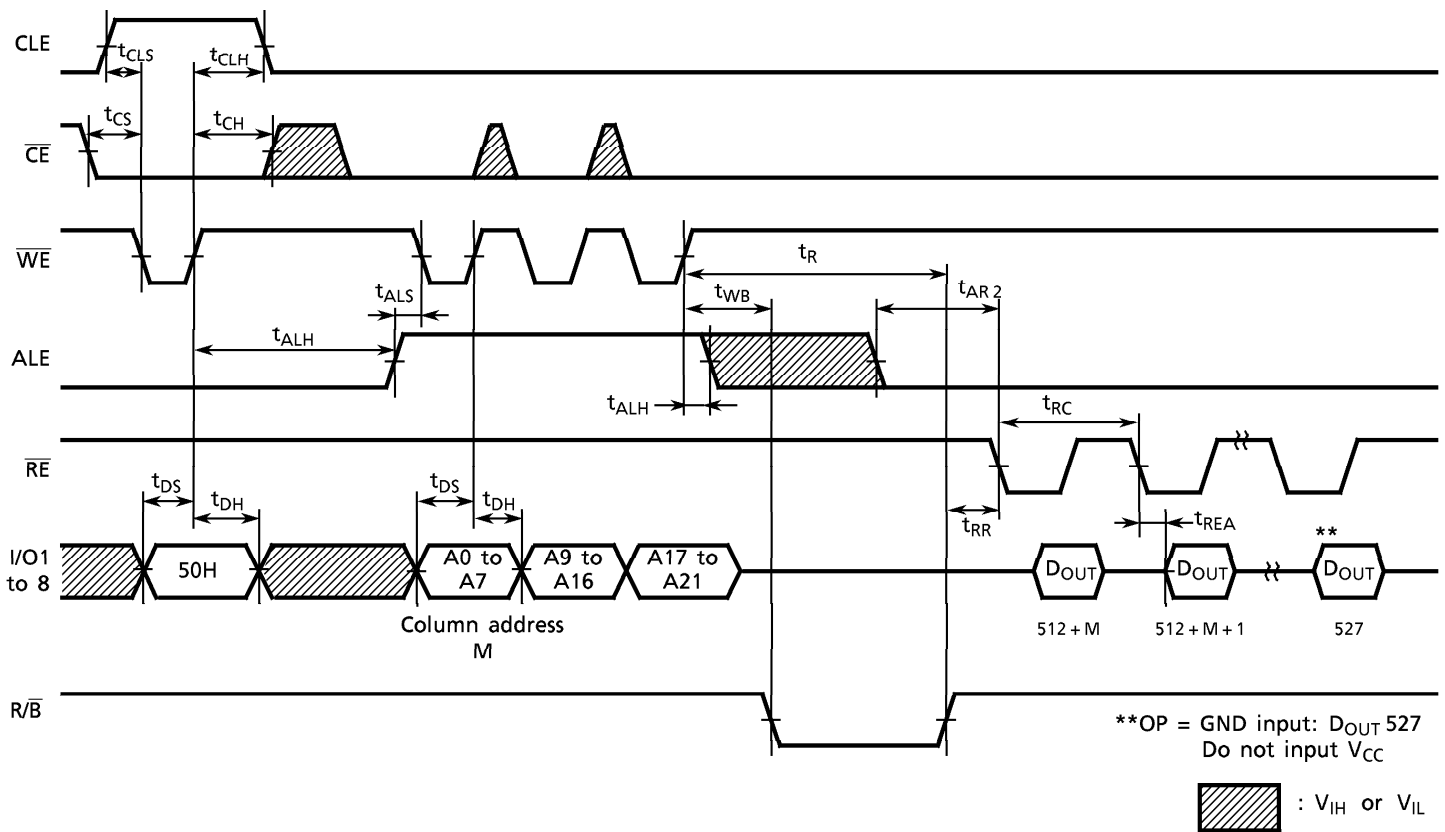 CLE
tCLS
tCLH
CE
tCS
tCH
WE
tR
tALS
tWB
tAR2
ALE
tALH
tALH
tRC
RE
tDS
tDH
tDS
tDH
tRR
tREA
I/O1 to 8
50H
A0 to A7
A9 to A16
A17 to A21
DOUT
DOUT
**
DOUT
Column address M
512 + M
512 + M + 1
527
R/B
**OP = GND input: DOUT 527
Do not input VCC
: VIH or VIL